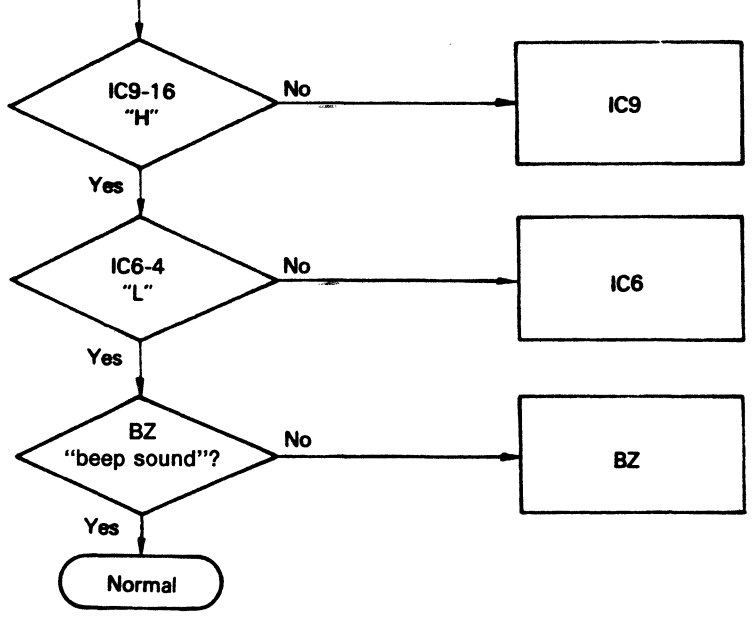 IC9-16
"H"
No
IC9
Yes
IC6-4
"L"
No
IC6
Yes
BZ
"beep sound"?
No
BZ
Yes
Normal